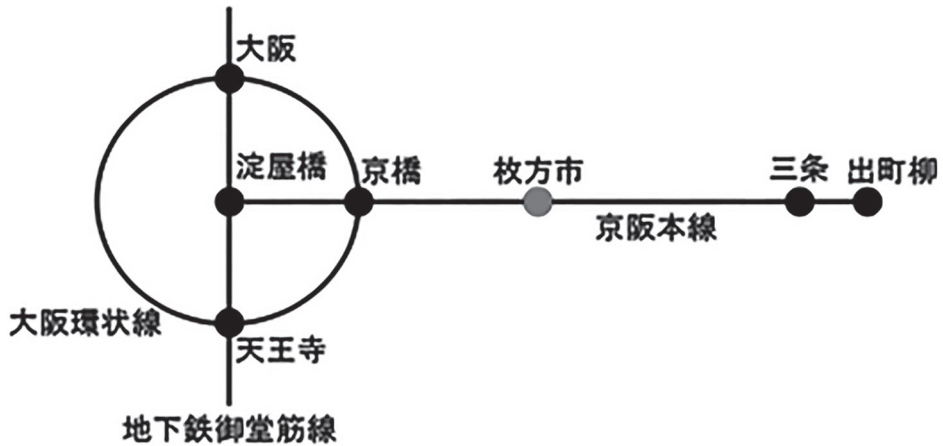 大阪
淀屋橋
京橋
枚方市
三条
出町柳
京阪本線
大阪環状線
天王寺
地下鉄御堂筋線